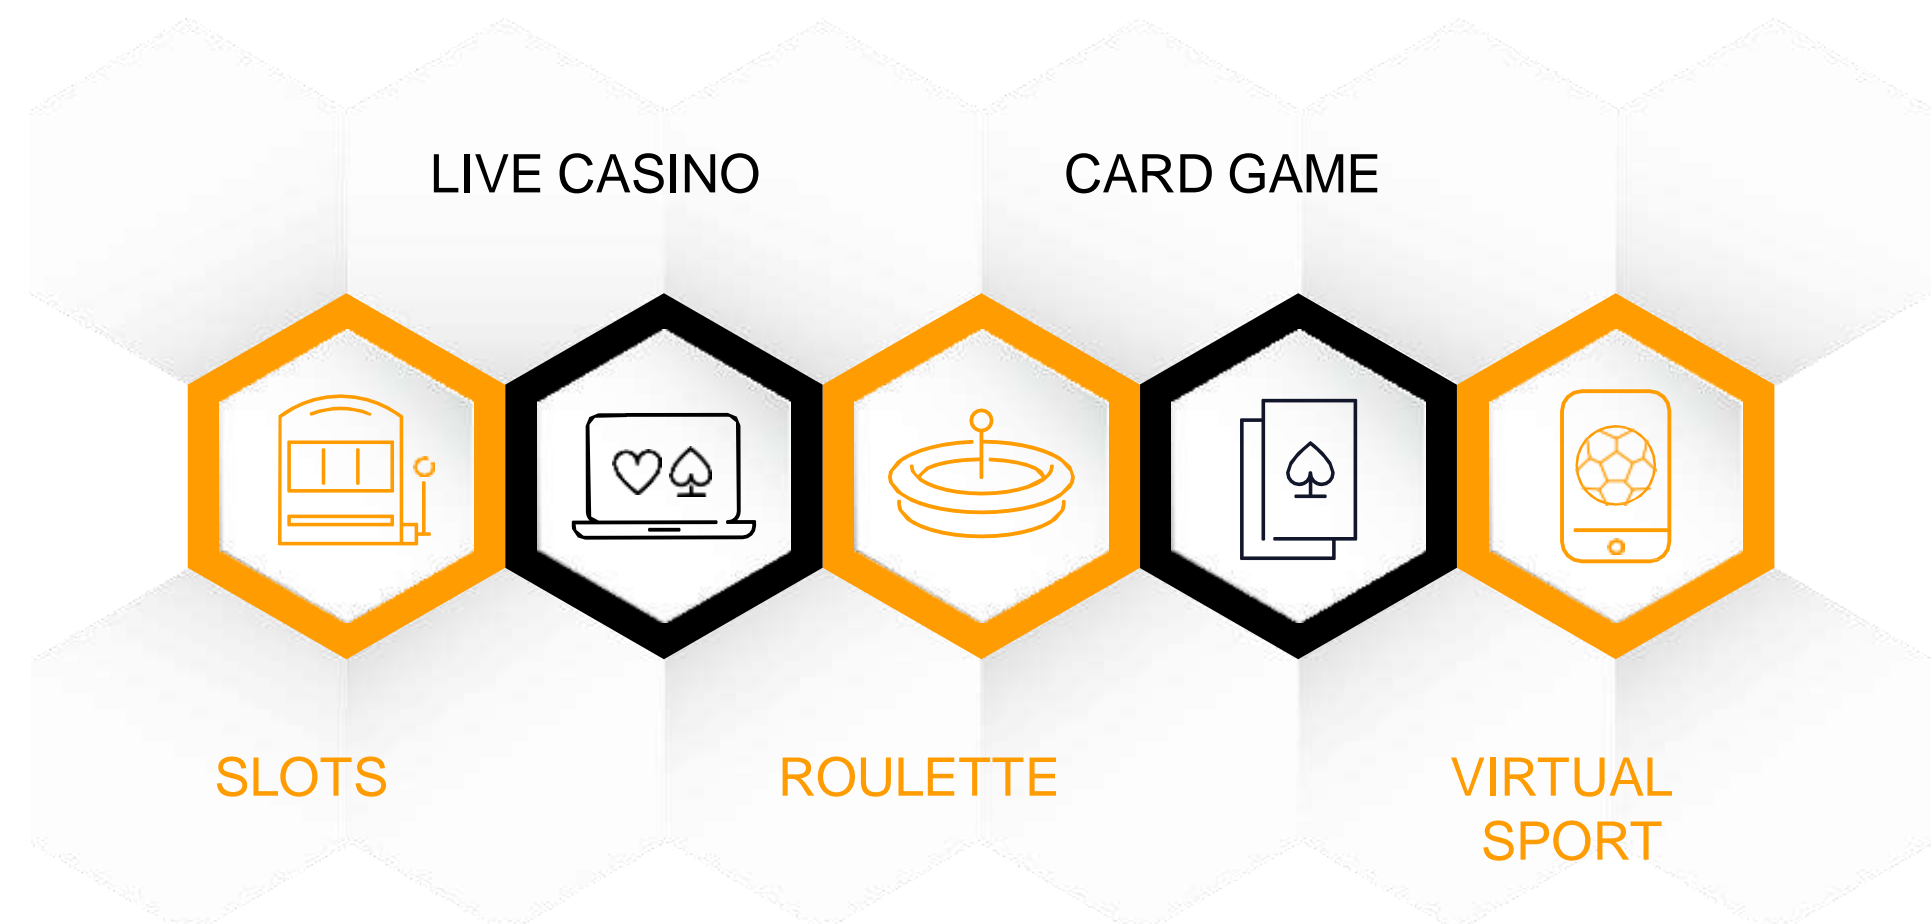 LIVE CASINO
CARD GAME
SLOTS
ROULETTE
VIRTUAL
SPORT